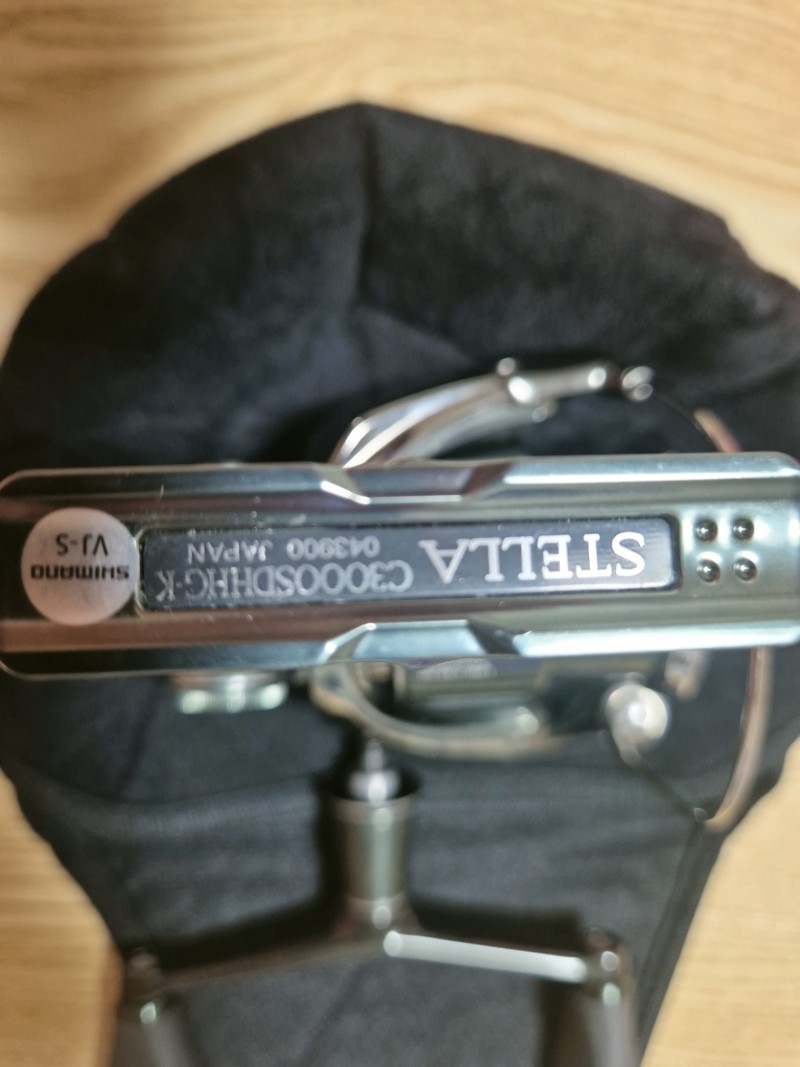 STELLA
C3000SDHHG-K
043900 JAPAN
SHIMANO
VJ-S